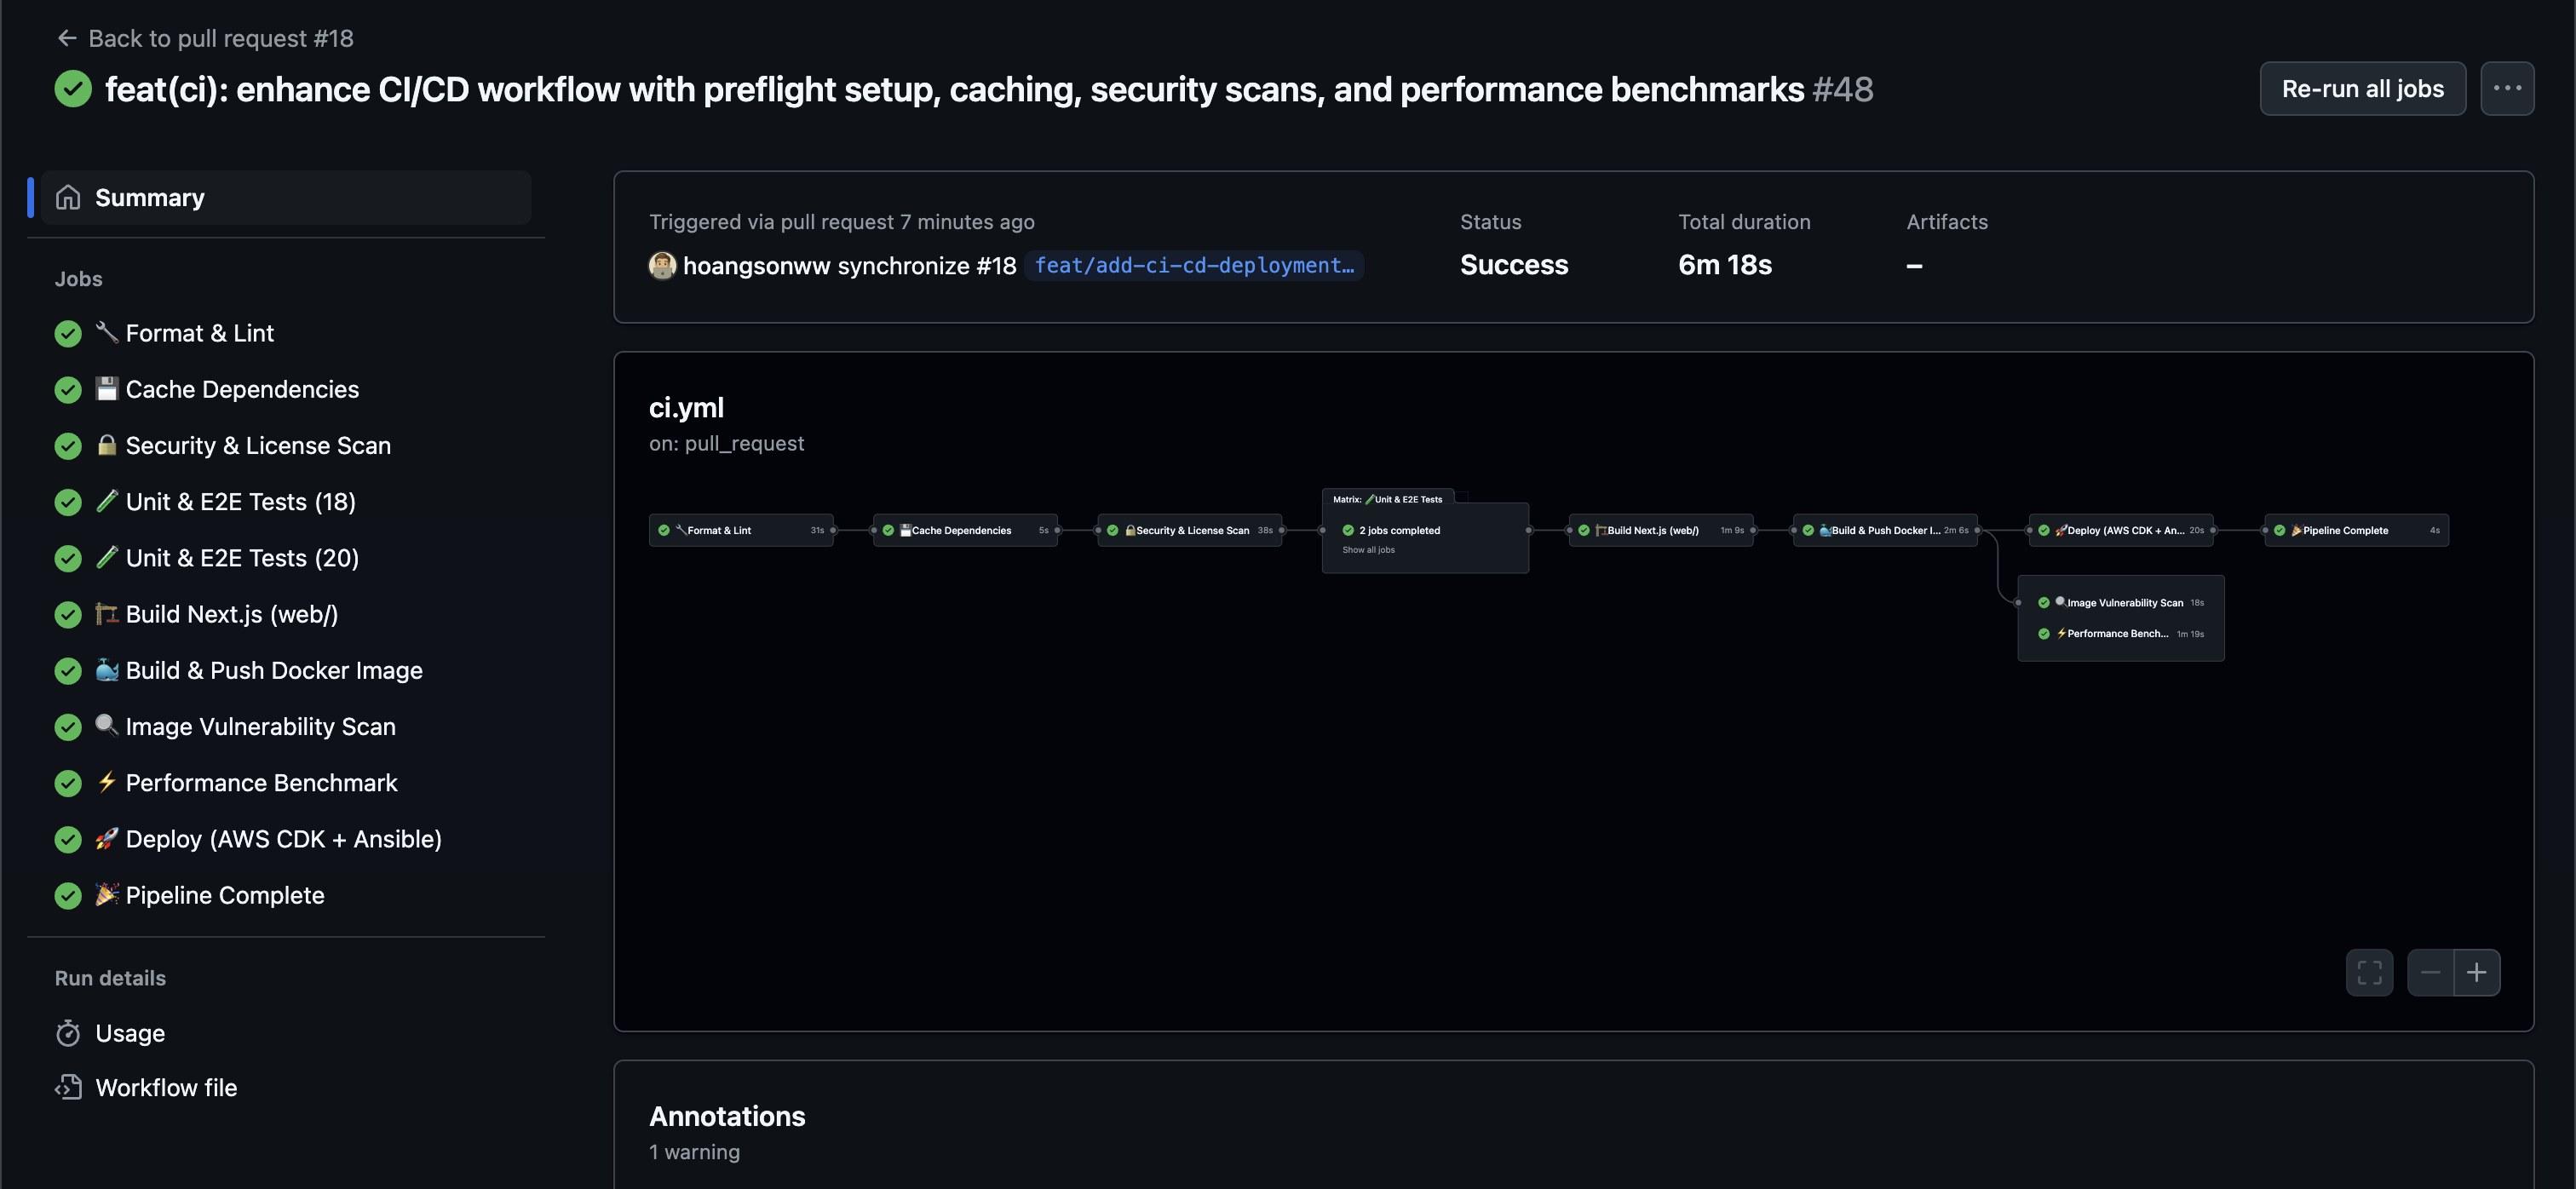 ← Back to pull request #18
feat(ci): enhance CI/CD workflow with preflight setup, caching, security scans, and performance benchmarks #48
Re-run all jobs
Summary
Jobs
Format & Lint
Cache Dependencies
Security & License Scan
Unit & E2E Tests (18)
Unit & E2E Tests (20)
Build Next.js (web/)
Build & Push Docker Image
Image Vulnerability Scan
Performance Benchmark
Deploy (AWS CDK + Ansible)
Pipeline Complete
Run details
Usage
Workflow file
Triggered via pull request 7 minutes ago
hoangsonww synchronize #18 feat/add-ci-cd-deployment…
Status
Success
Total duration
6m 18s
Artifacts
–
ci.yml
on: pull_request
Format & Lint 31s
Cache Dependencies 5s
Security & License Scan 38s
Matrix: Unit & E2E Tests
2 jobs completed
Show all jobs
Build Next.js (web/) 1m 9s
Build & Push Docker I... 2m 6s
Deploy (AWS CDK + An... 20s
Pipeline Complete 4s
Image Vulnerability Scan 18s
Performance Bench... 1m 19s
Annotations
1 warning